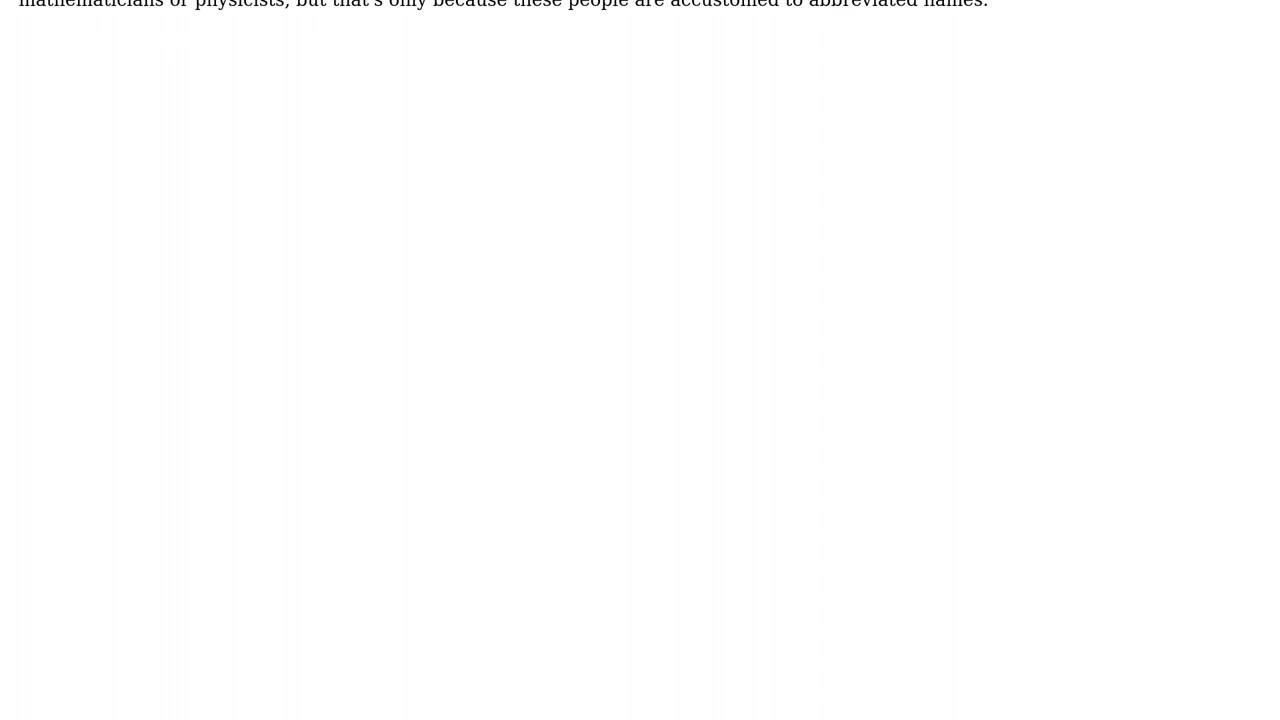 mathematicians or physicists, but that's only because these people are accustomed to abbreviated names.